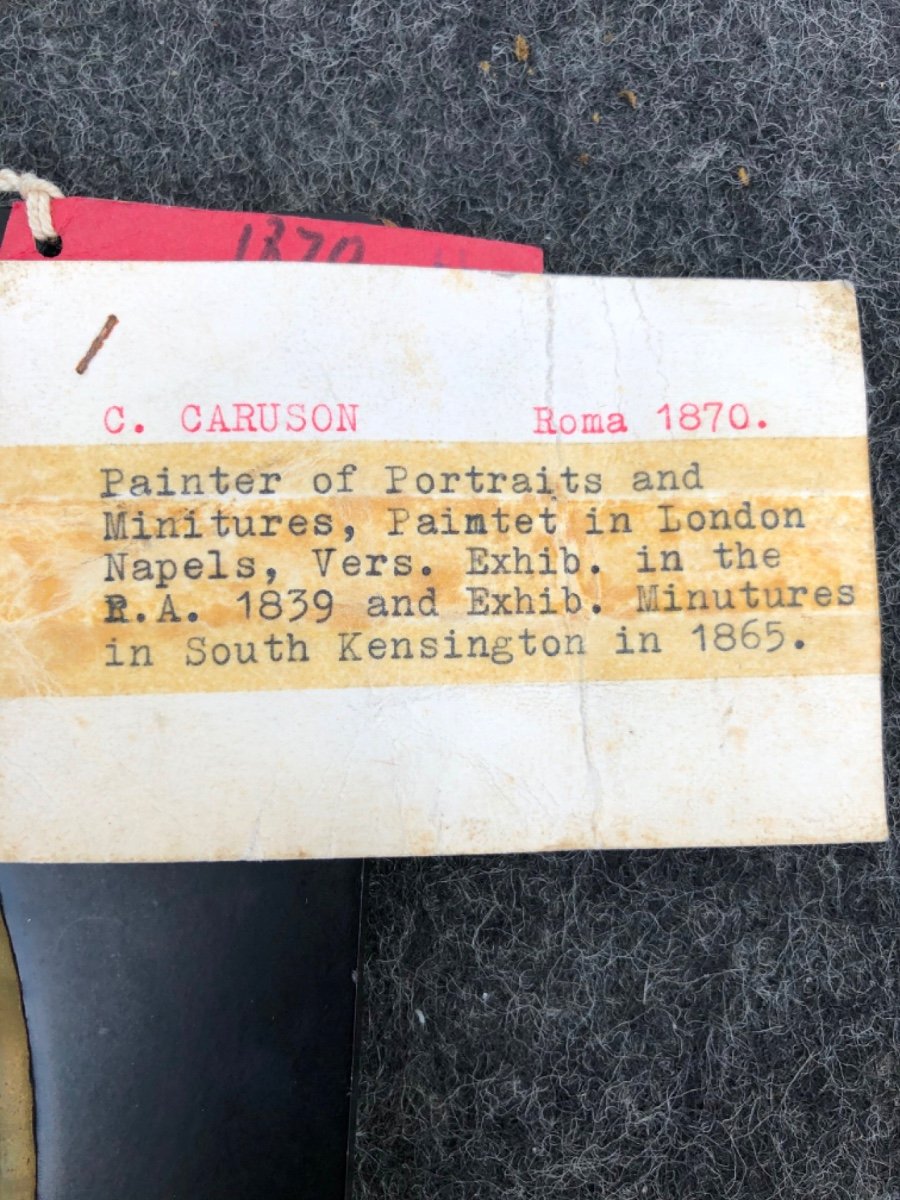 1870
C. CARUSON Roma 1870.
Painter of Portraits and
Minitures, Paimtet in London
Napels, Vers. Exhib. in the
R.A. 1839 and Exhib. Minutures
in South Kensington in 1865.